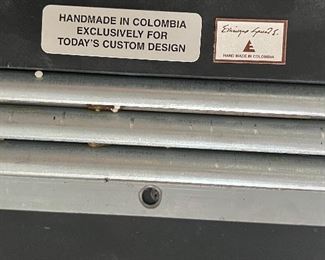 HANDMADE IN COLOMBIA
EXCLUSIVELY FOR
TODAY'S CUSTOM DESIGN
HAND MADE IN COLOMBIA